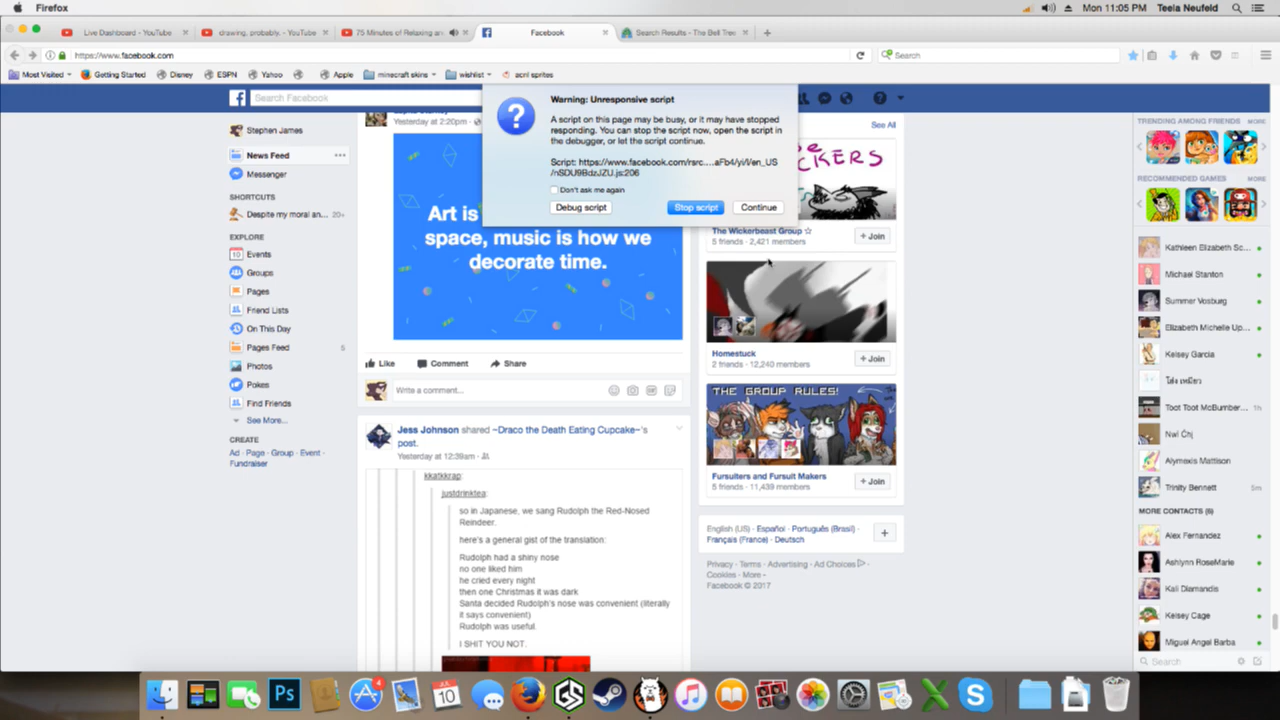 Firefox
Mon 11:05 PM Teela Neufeld
Live Dashboard - YouTube
drawing, probably. - YouTube
75 Minutes of Relaxing an
Facebook
Search Results - The Bell Tree
https://www.facebook.com
Search
Most Visited
Getting Started
Disney
ESPN
Yahoo
Apple
minecraft skins
wishlist
acnl sprites
Search Facebook
Stephen James
News Feed
Messenger
SHORTCUTS
Despite my moral an... 20+
EXPLORE
Events
Groups
Pages
Friend Lists
On This Day
Pages Feed 5
Photos
Pokes
Find Friends
See More...
CREATE
Ad · Page · Group · Event ·
Fundraiser
Yesterday at 2:20pm ·
Art is
space, music is how we
decorate time.
Like Comment Share
Write a comment...
Jess Johnson shared ~Draco the Death Eating Cupcake~'s
post.
Yesterday at 12:39am ·
kkatkkrap:
justdrinktea:
so in Japanese, we sang Rudolph the Red-Nosed
Reindeer.
here's a general gist of the translation:
Rudolph had a shiny nose
no one liked him
he cried every night
then one Christmas it was dark
Santa decided Rudolph's nose was convenient (literally
it says convenient)
Rudolph was useful.
I SHIT YOU NOT.
Warning: Unresponsive script
A script on this page may be busy, or it may have stopped
responding. You can stop the script now, open the script in
the debugger, or let the script continue.
Script: https://www.facebook.com/rsrc....aFb4/yi/l/en_US
/nSDU9BdzJZU.js:206
Don't ask me again
Debug script
Stop script
Continue
See All
CKERS
The Wickerbeast Group
5 friends · 2,421 members
+ Join
Homestuck
2 friends · 12,240 members
+ Join
THE GROUP RULES!
Fursuiters and Fursuit Makers
5 friends · 11,439 members
+ Join
English (US) · Español · Português (Brasil) ·
Français (France) · Deutsch
Privacy · Terms · Advertising · Ad Choices ·
Cookies · More
Facebook © 2017
TRENDING AMONG FRIENDS MORE
RECOMMENDED GAMES MORE
Kathleen Elizabeth Sc...
Michael Stanton
Summer Vosburg
Elizabeth Michelle Up...
Kelsey Garcia
Toot Toot McBumber... 1h
Nwl Chj
Alymexis Mattison
Trinity Bennett 5m
MORE CONTACTS (6)
Alex Fernandez
Ashlynn RoseMarie
Kali Diamandis
Kelsey Cage
Miguel Angel Barba
Search
4
JUL
10
Ps